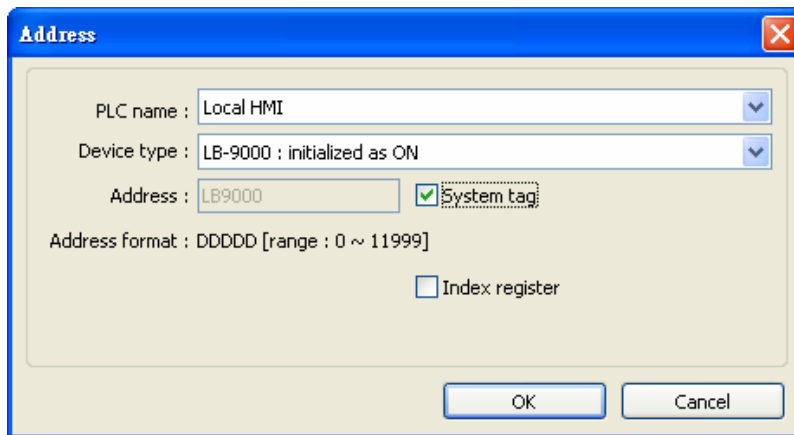 Address
PLC name : Local HMI
Device type : LB-9000 : initialized as ON
Address : LB9000 System tag
Address format : DDDDD [range : 0 ~ 11999]
Index register
OK Cancel